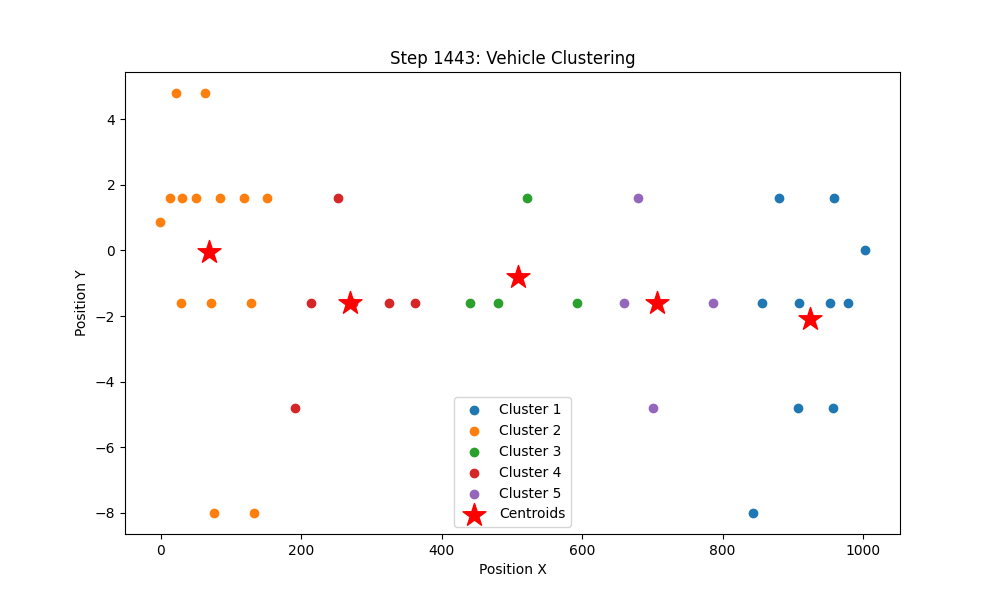 Step 1443: Vehicle Clustering
Position Y
4
2
0
−2
−4
−6
−8
Cluster 1
Cluster 2
Cluster 3
Cluster 4
Cluster 5
Centroids
0 200 400 600 800 1000
Position X